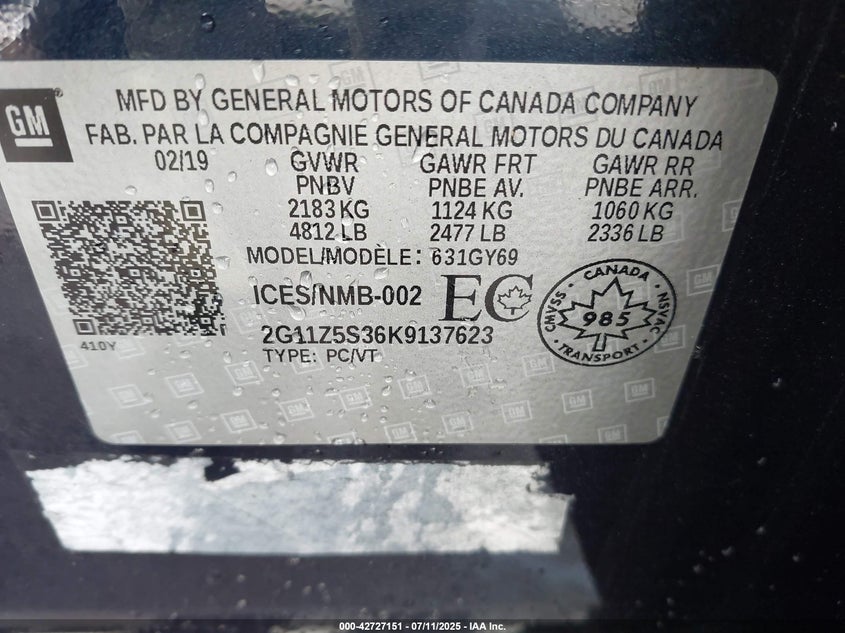 GM
MFD BY GENERAL MOTORS OF CANADA COMPANY
FAB. PAR LA COMPAGNIE GENERAL MOTORS DU CANADA
02/19 GVWR GAWR FRT GAWR RR
PNBV PNBE AV. PNBE ARR.
2183 KG 1124 KG 1060 KG
4812 LB 2477 LB 2336 LB
MODEL/MODÈLE: 631GY69
ICES/NMB-002 EC
CANADA
CMVSS 985 NSVAC
TRANSPORT
2G11Z5S36K9137623
410Y
TYPE: PC/VT
000-42727151 - 07/11/2025 - IAA Inc.